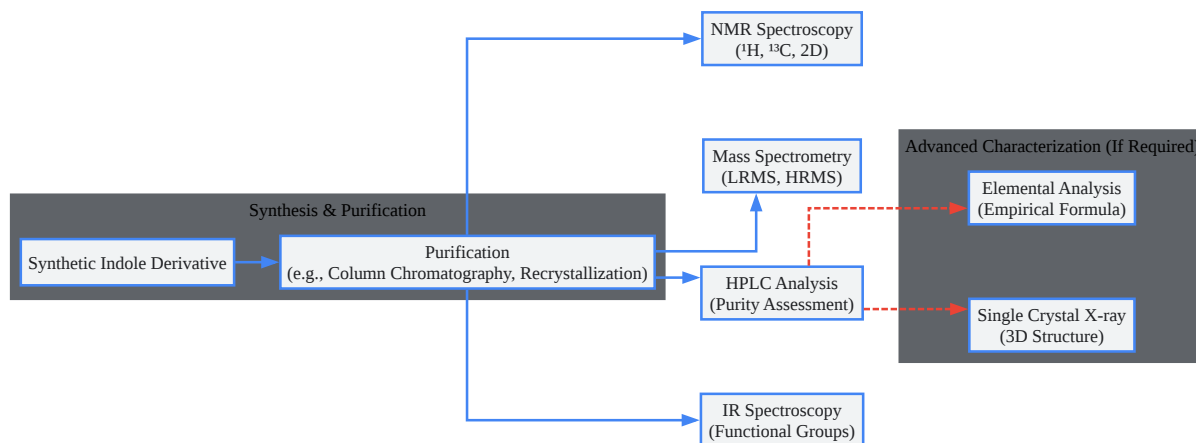 NMR Spectroscopy
(¹H, ¹³C, 2D)
Mass Spectrometry
(LRMS, HRMS)
Advanced Characterization (If Required)
Elemental Analysis
(Empirical Formula)
Synthesis & Purification
Synthetic Indole Derivative
Purification
(e.g., Column Chromatography, Recrystallization)
HPLC Analysis
(Purity Assessment)
Single Crystal X-ray
(3D Structure)
IR Spectroscopy
(Functional Groups)